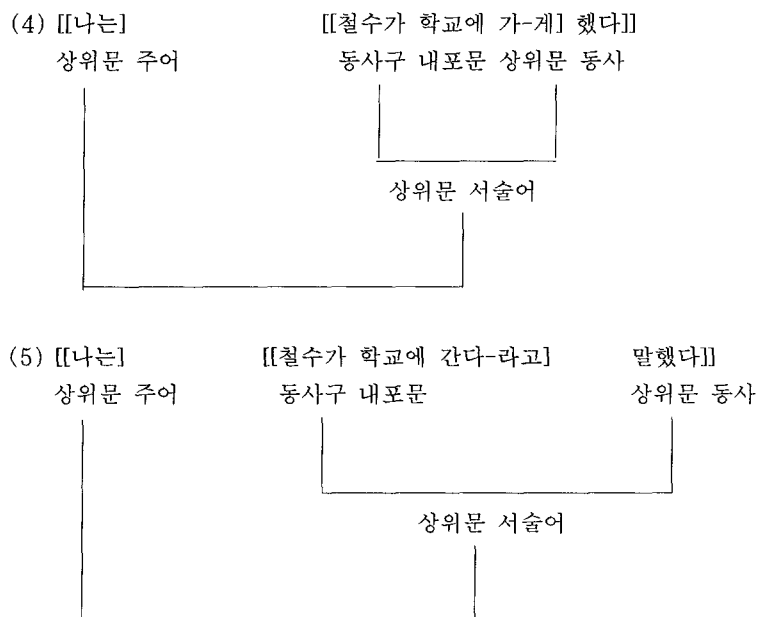 (4) [[나는] [[철수가 학교에 가-게] 했다]]
상위문 주어 동사구 내포문 상위문 동사
상위문 서술어
(5) [[나는] [[철수가 학교에 간다-라고] 말했다]]
상위문 주어 동사구 내포문 상위문 동사
상위문 서술어